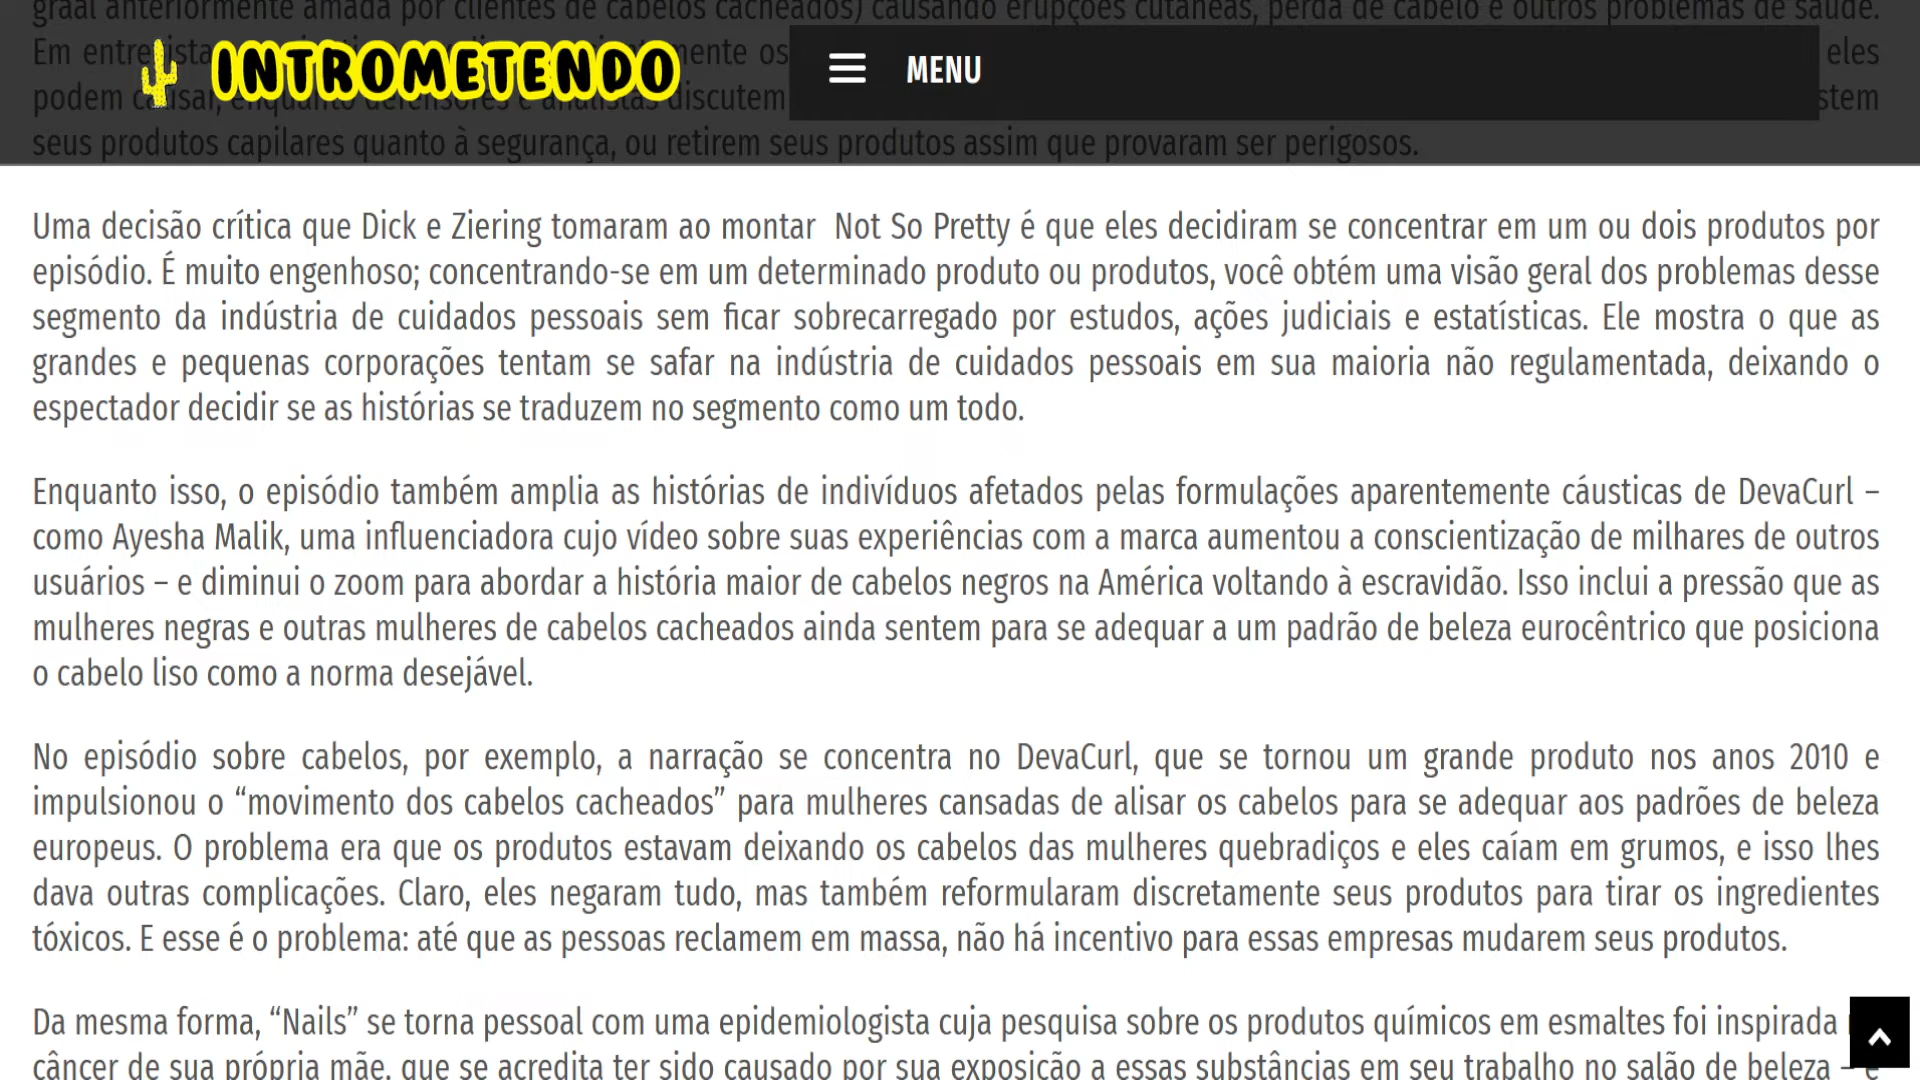 graal anteriormente amada por clientes de cabelos cacheados) causando erupções cutâneas, perda de cabelo e outros problemas de saúde.
INTROMETENDO
MENU
eles
discutem
seus produtos capilares quanto à segurança, ou retirem seus produtos assim que provaram ser perigosos.
Uma decisão crítica que Dick e Ziering tomaram ao montar Not So Pretty é que eles decidiram se concentrar em um ou dois produtos por
episódio. É muito engenhoso; concentrando-se em um determinado produto ou produtos, você obtém uma visão geral dos problemas desse
segmento da indústria de cuidados pessoais sem ficar sobrecarregado por estudos, ações judiciais e estatísticas. Ele mostra o que as
grandes e pequenas corporações tentam se safar na indústria de cuidados pessoais em sua maioria não regulamentada, deixando o
espectador decidir se as histórias se traduzem no segmento como um todo.
Enquanto isso, o episódio também amplia as histórias de indivíduos afetados pelas formulações aparentemente cáusticas de DevaCurl –
como Ayesha Malik, uma influenciadora cujo vídeo sobre suas experiências com a marca aumentou a conscientização de milhares de outros
usuários – e diminui o zoom para abordar a história maior de cabelos negros na América voltando à escravidão. Isso inclui a pressão que as
mulheres negras e outras mulheres de cabelos cacheados ainda sentem para se adequar a um padrão de beleza eurocêntrico que posiciona
o cabelo liso como a norma desejável.
No episódio sobre cabelos, por exemplo, a narração se concentra no DevaCurl, que se tornou um grande produto nos anos 2010 e
impulsionou o “movimento dos cabelos cacheados” para mulheres cansadas de alisar os cabelos para se adequar aos padrões de beleza
europeus. O problema era que os produtos estavam deixando os cabelos das mulheres quebradiços e eles caíam em grumos, e isso lhes
dava outras complicações. Claro, eles negaram tudo, mas também reformularam discretamente seus produtos para tirar os ingredientes
tóxicos. E esse é o problema: até que as pessoas reclamem em massa, não há incentivo para essas empresas mudarem seus produtos.
Da mesma forma, “Nails” se torna pessoal com uma epidemiologista cuja pesquisa sobre os produtos químicos em esmaltes foi inspirada
câncer de sua própria mãe, que se acredita ter sido causado por sua exposição a essas substâncias em seu trabalho no salão de beleza – e